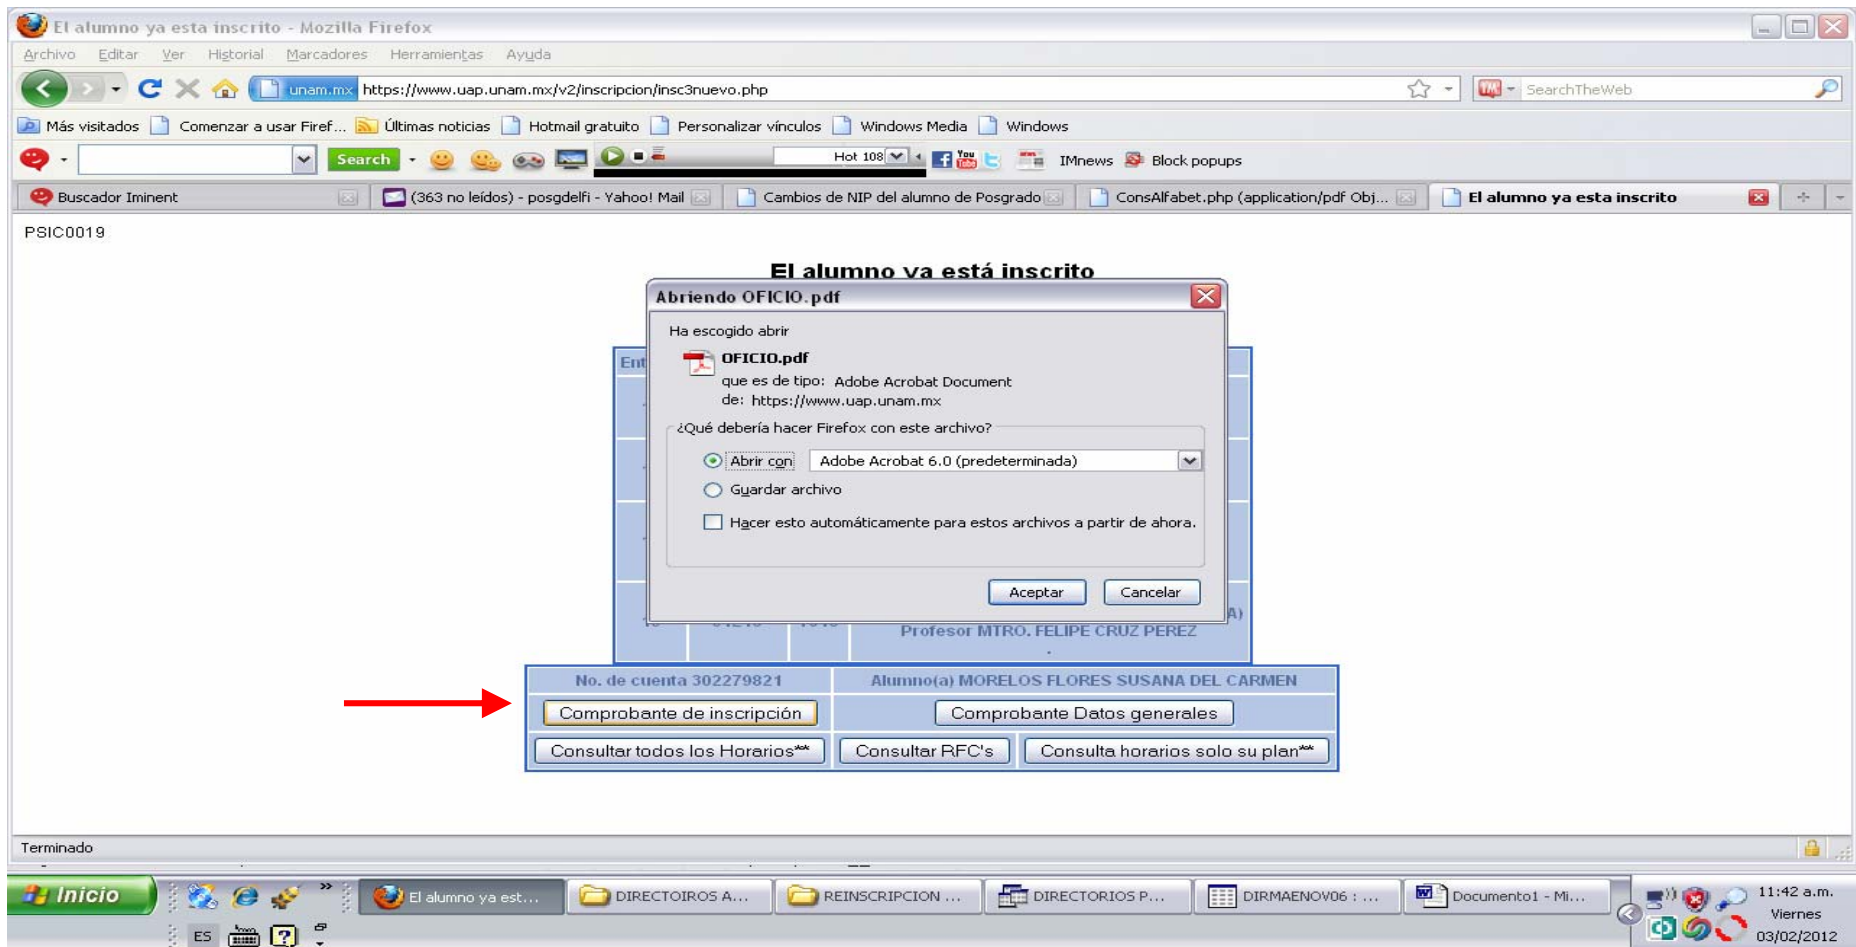 El alumno ya esta inscrito - Mozilla Firefox
Archivo Editar Ver Historial Marcadores Herramientas Ayuda
unam.mx https://www.uap.unam.mx/v2/inscripcion/insc3nuevo.php SearchTheWeb
Más visitados Comenzar a usar Firef... Últimas noticias Hotmail gratuito Personalizar vínculos Windows Media Windows
Search Hot 108 You Tube IMnews Block popups
Buscador Iminent (363 no leídos) - posgdelfi - Yahoo! Mail Cambios de NIP del alumno de Posgrado ConsAlfabet.php (application/pdf Obj... El alumno ya esta inscrito
PSIC0019
El alumno ya está inscrito
Abriendo OFICIO.pdf
Ha escogido abrir
Ent
OFICIO.pdf
que es de tipo: Adobe Acrobat Document
de: https://www.uap.unam.mx
¿Qué debería hacer Firefox con este archivo?
Abrir con Adobe Acrobat 6.0 (predeterminada)
Guardar archivo
Hacer esto automáticamente para estos archivos a partir de ahora.
Aceptar Cancelar
A)
Profesor MTRO. FELIPE CRUZ PEREZ
.
No. de cuenta 302279821 Alumno(a) MORELOS FLORES SUSANA DEL CARMEN
Comprobante de inscripción Comprobante Datos generales
Consultar todos los Horarios** Consultar RFC's Consulta horarios solo su plan**
Terminado
Inicio » El alumno ya est... DIRECTOIROS A... REINSCRIPCION ... DIRECTORIOS P... DIRMAENOV06 : ... Documento1 - Mi... 11:42 a.m.
Viernes
ES 03/02/2012